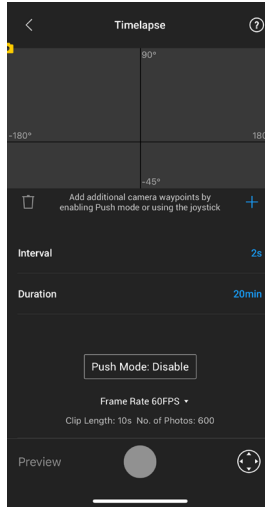 Timelapse
?
90°
-180°
180
-45°
Add additional camera waypoints by
enabling Push mode or using the joystick
Interval 2s
Duration 20min
Push Mode: Disable
Frame Rate 60FPS
Clip Length: 10s No. of Photos: 600
Preview